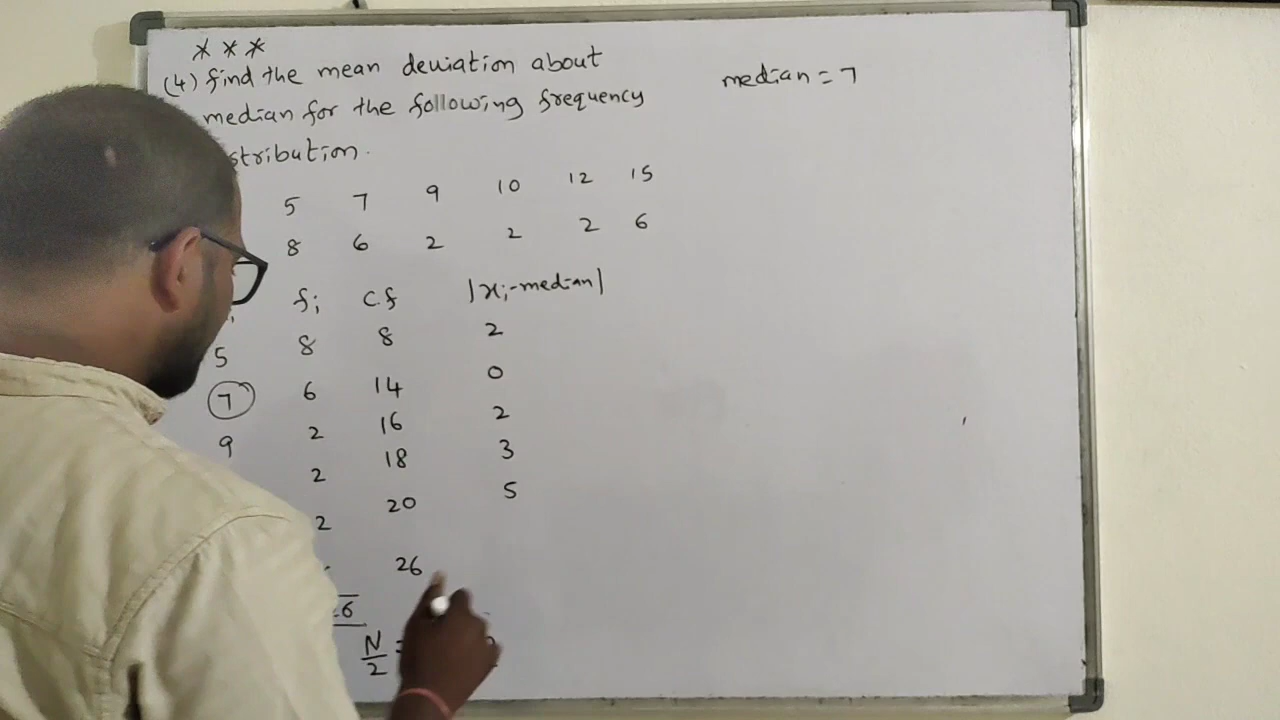 * * *
(4) find the mean deviation about
median for the following frequency
stribution.
median = 7
5 7 9 10 12 15
8 6 2 2 2 6
fi cf |xi-median|
5 8 8 2
7 6 14 0
9 2 16 2
2 18 3
2 20 5
26
26
N/2 =